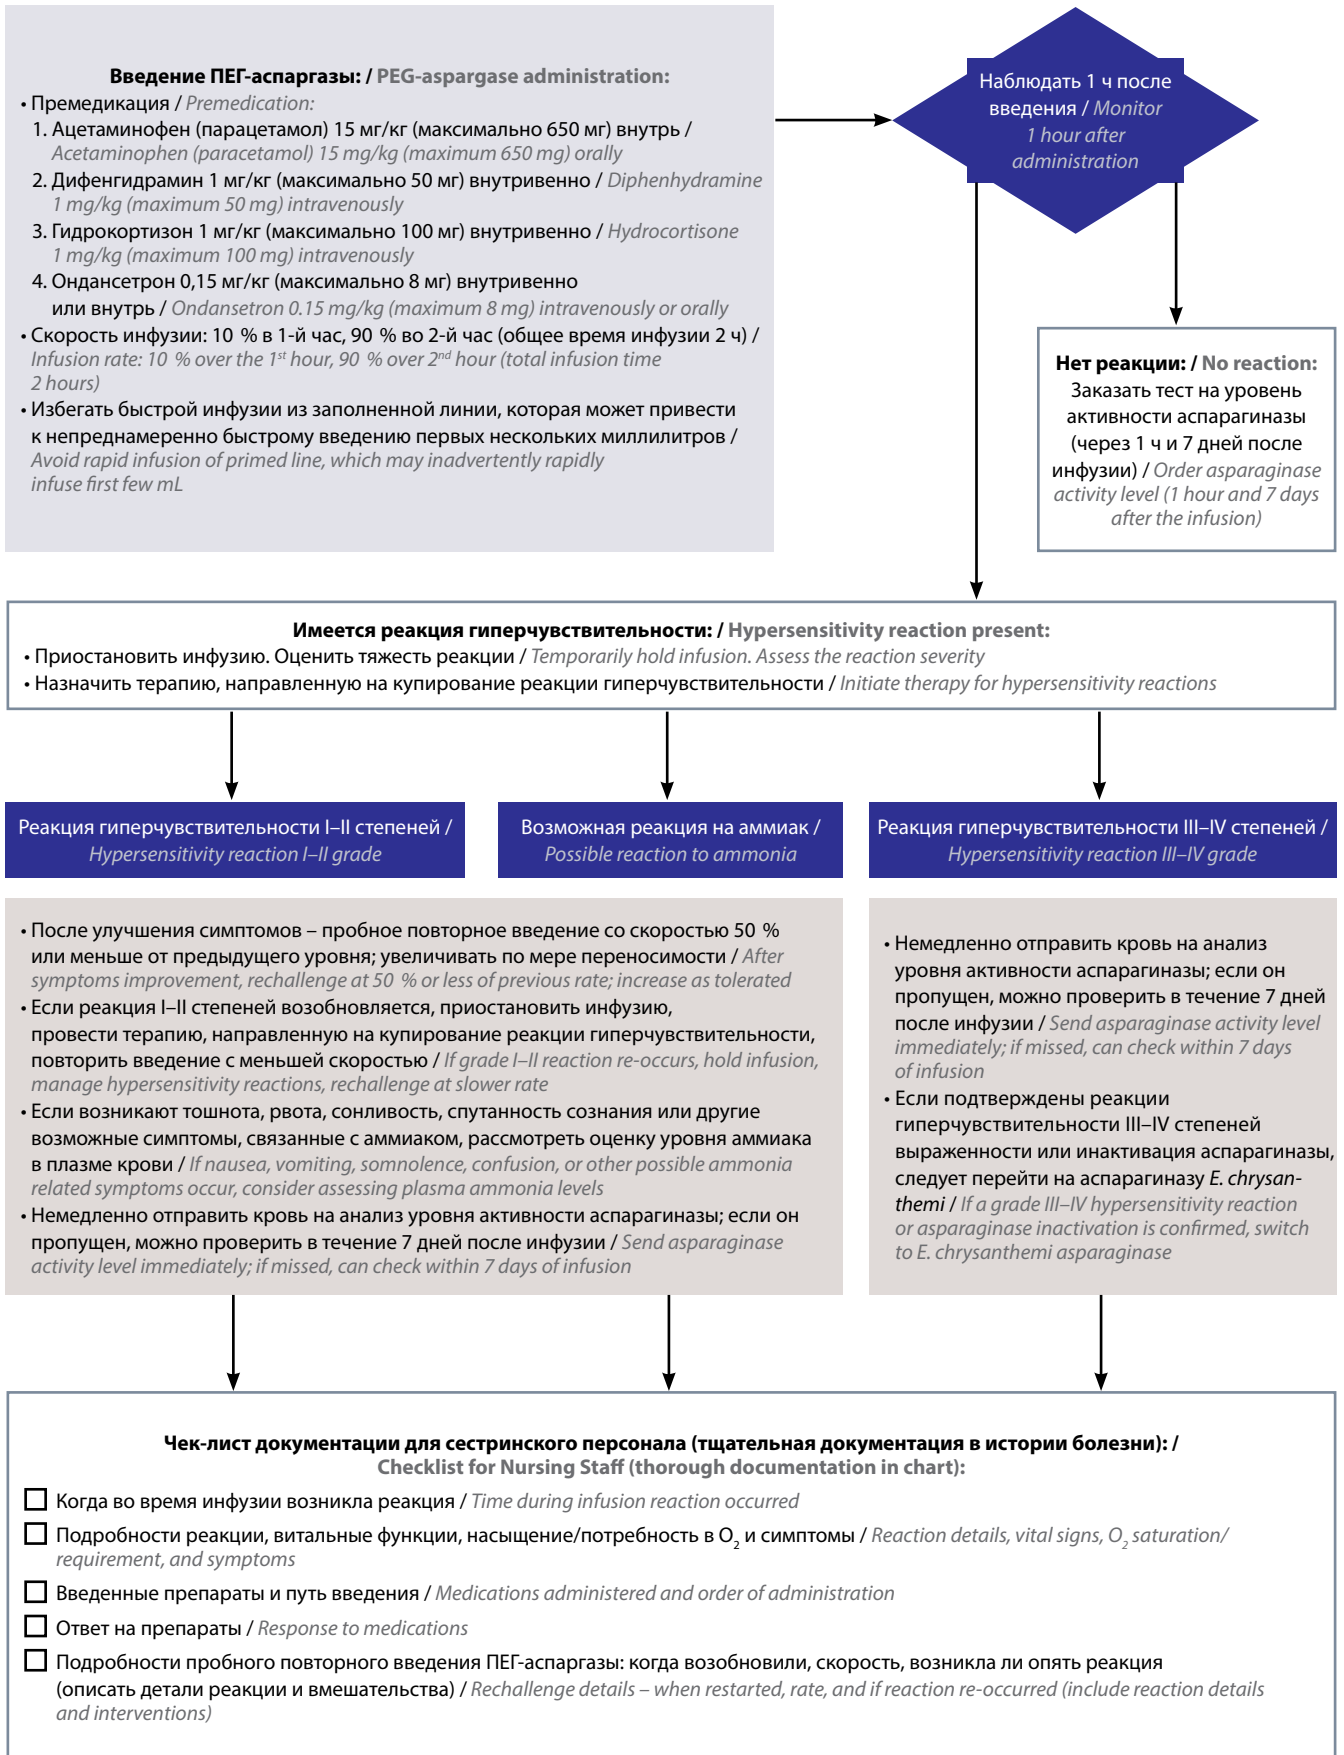 Введение ПЕГ-аспаргазы: / PEG-aspargase administration:
• Премедикация / Premedication:
1. Ацетаминофен (парацетамол) 15 мг/кг (максимально 650 мг) внутрь /
Acetaminophen (paracetamol) 15 mg/kg (maximum 650 mg) orally
2. Дифенгидрамин 1 мг/кг (максимально 50 мг) внутривенно / Diphenhydramine
1 mg/kg (maximum 50 mg) intravenously
3. Гидрокортизон 1 мг/кг (максимально 100 мг) внутривенно / Hydrocortisone
1 mg/kg (maximum 100 mg) intravenously
4. Ондансетрон 0,15 мг/кг (максимально 8 мг) внутривенно
или внутрь / Ondansetron 0.15 mg/kg (maximum 8 mg) intravenously or orally
• Скорость инфузии: 10 % в 1-й час, 90 % во 2-й час (общее время инфузии 2 ч) /
Infusion rate: 10 % over the 1st hour, 90 % over 2nd hour (total infusion time
2 hours)
• Избегать быстрой инфузии из заполненной линии, которая может привести
к непреднамеренно быстрому введению первых нескольких миллилитров /
Avoid rapid infusion of primed line, which may inadvertently rapidly
infuse first few mL
Наблюдать 1 ч после
введения / Monitor
1 hour after
administration
Нет реакции: / No reaction:
Заказать тест на уровень
активности аспарагиназы
(через 1 ч и 7 дней после
инфузии) / Order asparaginase
activity level (1 hour and 7 days
after the infusion)
Имеется реакция гиперчувствительности: / Hypersensitivity reaction present:
• Приостановить инфузию. Оценить тяжесть реакции / Temporarily hold infusion. Assess the reaction severity
• Назначить терапию, направленную на купирование реакции гиперчувствительности / Initiate therapy for hypersensitivity reactions
Реакция гиперчувствительности I–II степеней /
Hypersensitivity reaction I–II grade
Возможная реакция на аммиак /
Possible reaction to ammonia
Реакция гиперчувствительности III–IV степеней /
Hypersensitivity reaction III–IV grade
• После улучшения симптомов – пробное повторное введение со скоростью 50 %
или меньше от предыдущего уровня; увеличивать по мере переносимости / After
symptoms improvement, rechallenge at 50 % or less of previous rate; increase as tolerated
• Если реакция I–II степеней возобновляется, приостановить инфузию,
провести терапию, направленную на купирование реакции гиперчувствительности,
повторить введение с меньшей скоростью / If grade I–II reaction re-occurs, hold infusion,
manage hypersensitivity reactions, rechallenge at slower rate
• Если возникают тошнота, рвота, сонливость, спутанность сознания или другие
возможные симптомы, связанные с аммиаком, рассмотреть оценку уровня аммиака
в плазме крови / If nausea, vomiting, somnolence, confusion, or other possible ammonia
related symptoms occur, consider assessing plasma ammonia levels
• Немедленно отправить кровь на анализ уровня активности аспарагиназы; если он
пропущен, можно проверить в течение 7 дней после инфузии / Send asparaginase
activity level immediately; if missed, can check within 7 days of infusion
• Немедленно отправить кровь на анализ
уровня активности аспарагиназы; если он
пропущен, можно проверить в течение 7 дней
после инфузии / Send asparaginase activity level
immediately; if missed, can check within 7 days
of infusion
• Если подтверждены реакции
гиперчувствительности III–IV степеней
выраженности или инактивация аспарагиназы,
следует перейти на аспарагиназу E. chrysan-
themi / If a grade III–IV hypersensitivity reaction
or asparaginase inactivation is confirmed, switch
to E. chrysanthemi asparaginase
Чек-лист документации для сестринского персонала (тщательная документация в истории болезни): /
Checklist for Nursing Staff (thorough documentation in chart):
Когда во время инфузии возникла реакция / Time during infusion reaction occurred
Подробности реакции, витальные функции, насыщение/потребность в O2 и симптомы / Reaction details, vital signs, O2 saturation/
requirement, and symptoms
Введенные препараты и путь введения / Medications administered and order of administration
Ответ на препараты / Response to medications
Подробности пробного повторного введения ПЕГ-аспаргазы: когда возобновили, скорость, возникла ли опять реакция
(описать детали реакции и вмешательства) / Rechallenge details – when restarted, rate, and if reaction re-occurred (include reaction details
and interventions)